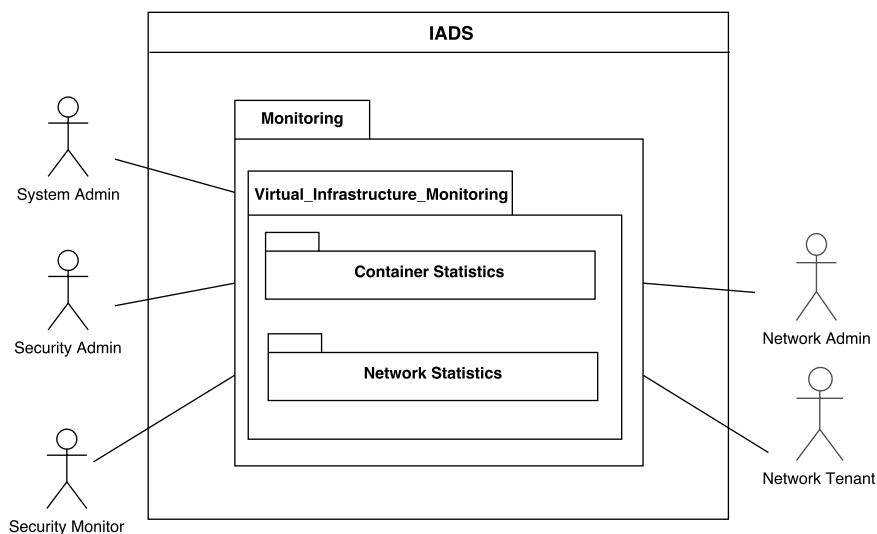 IADS
Monitoring
System Admin
Virtual_Infrastructure_Monitoring
Container Statistics
Security Admin
Network Admin
Network Statistics
Network Tenant
Security Monitor